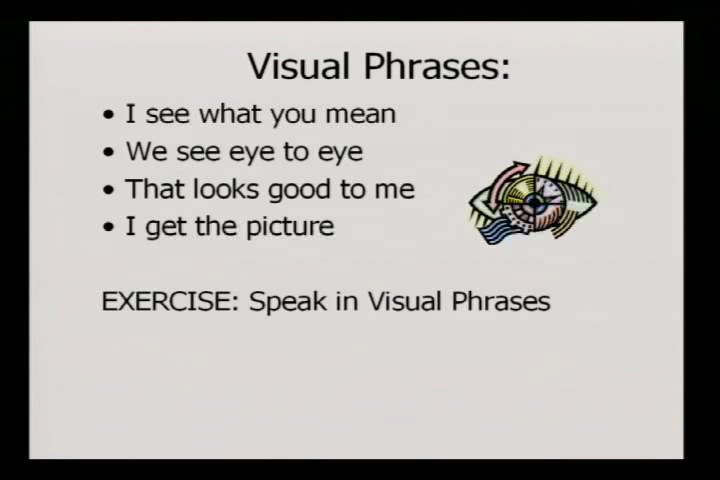 Visual Phrases:
• I see what you mean
• We see eye to eye
• That looks good to me
• I get the picture
EXERCISE: Speak in Visual Phrases